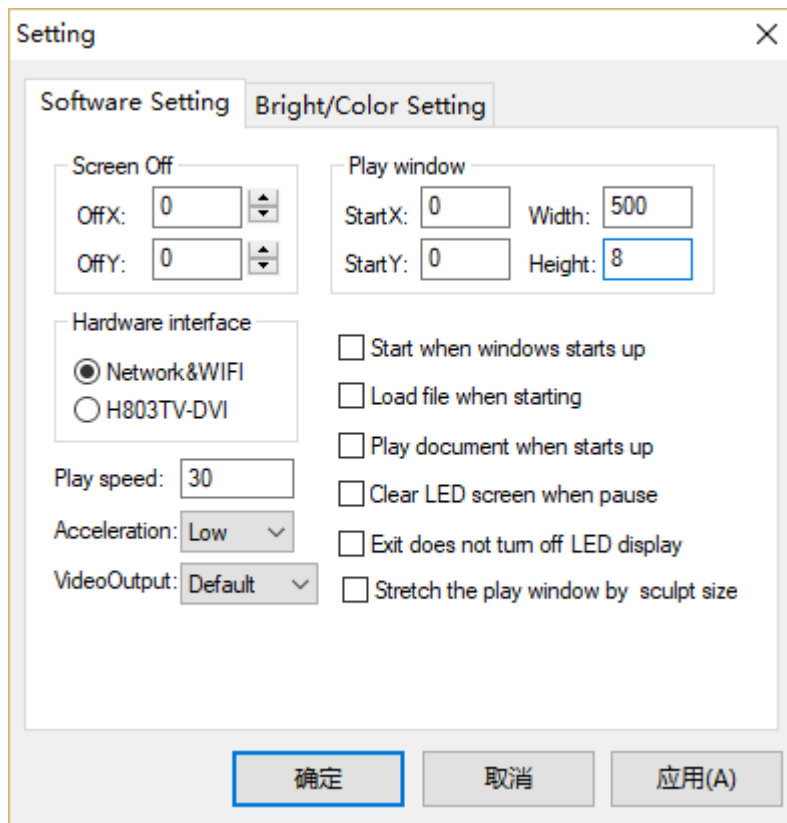 Setting
Software Setting Bright/Color Setting
Screen Off
OffX: 0
OffY: 0
Play window
StartX: 0 Width: 500
StartY: 0 Height: 8
Hardware interface
Network&WIFI
H803TV-DVI
Play speed: 30
Acceleration: Low
VideoOutput: Default
Start when windows starts up
Load file when starting
Play document when starts up
Clear LED screen when pause
Exit does not turn off LED display
Stretch the play window by sculpt size
确定 取消 应用(A)